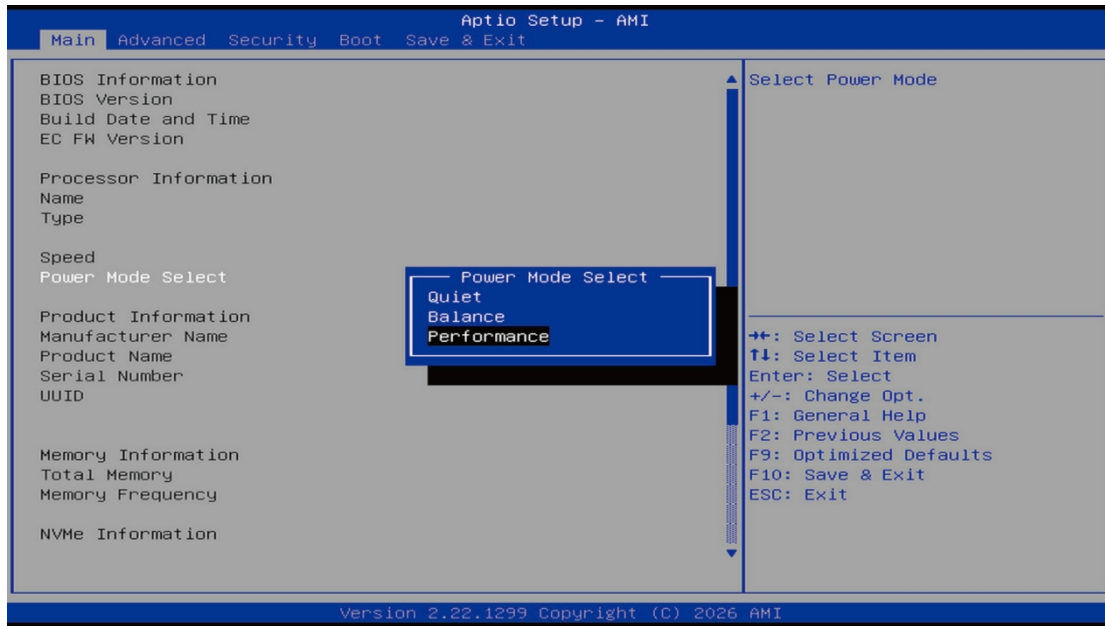 Aptio Setup - AMI
Main Advanced Security Boot Save & Exit
BIOS Information
BIOS Version
Build Date and Time
EC FW Version
Processor Information
Name
Type
Speed
Power Mode Select
Product Information
Manufacturer Name
Product Name
Serial Number
UUID
Memory Information
Total Memory
Memory Frequency
NVMe Information
Power Mode Select
Quiet
Balance
Performance
Select Power Mode
→←: Select Screen
↑↓: Select Item
Enter: Select
+/-: Change Opt.
F1: General Help
F2: Previous Values
F9: Optimized Defaults
F10: Save & Exit
ESC: Exit
Version 2.22.1299 Copyright (C) 2026 AMI